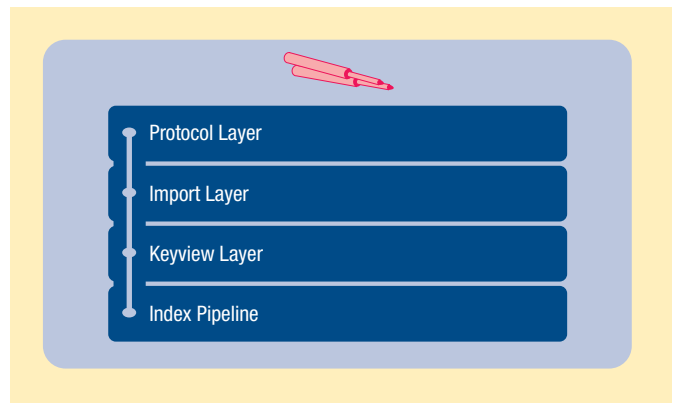 Protocol Layer
Import Layer
Keyview Layer
Index Pipeline